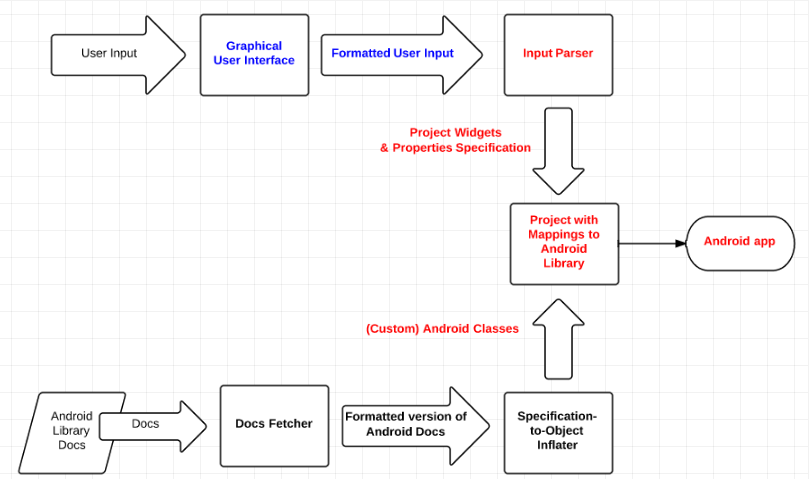 User Input
Graphical
User Interface
Formatted User Input
Input Parser
Project Widgets
& Properties Specification
Project with
Mappings to
Android
Library
Android app
(Custom) Android Classes
Android
Library
Docs
Docs
Docs Fetcher
Formatted version of
Android Docs
Specification-
to-Object
Inflater